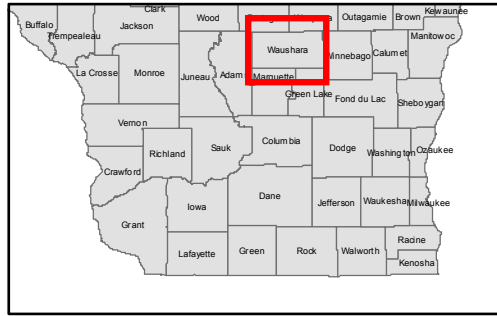 Clark
Wood
Outagamie
Brown
Kewaunee
Buffalo
Trempealeau
Jackson
Waushara
Manitowoc
Winnebago
Calumet
La Crosse
Monroe
Juneau
Adams
Marquette
Green Lake
Fond du Lac
Sheboygan
Vernon
Richland
Sauk
Columbia
Dodge
Washington
Ozaukee
Crawford
Iowa
Dane
Jefferson
Waukesha
Milwaukee
Grant
Lafayette
Green
Rock
Walworth
Racine
Kenosha